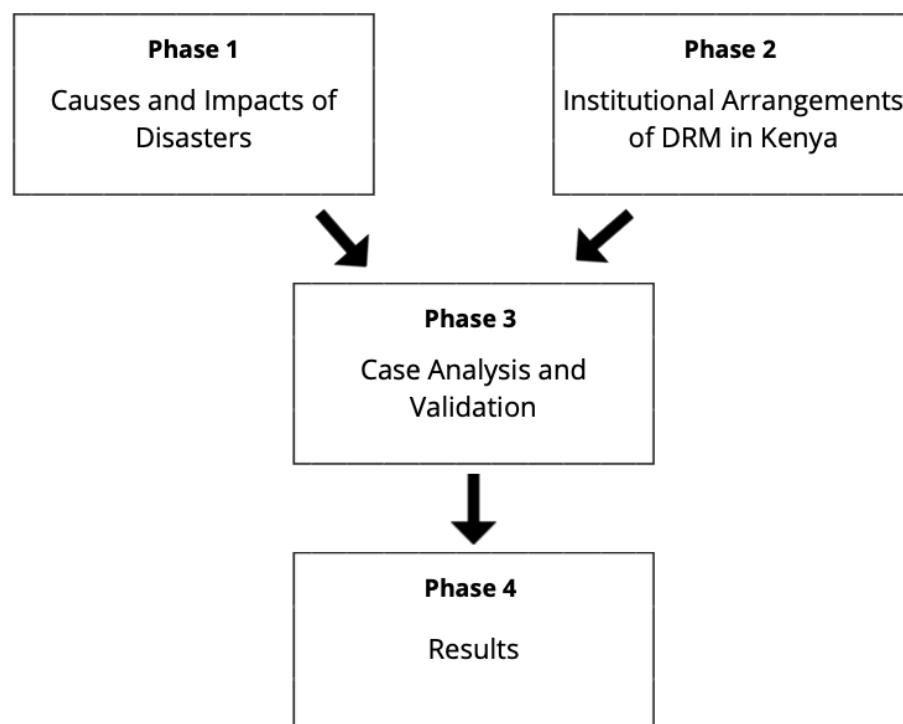 Phase 1
Causes and Impacts of
Disasters
Phase 2
Institutional Arrangements
of DRM in Kenya
Phase 3
Case Analysis and
Validation
Phase 4
Results